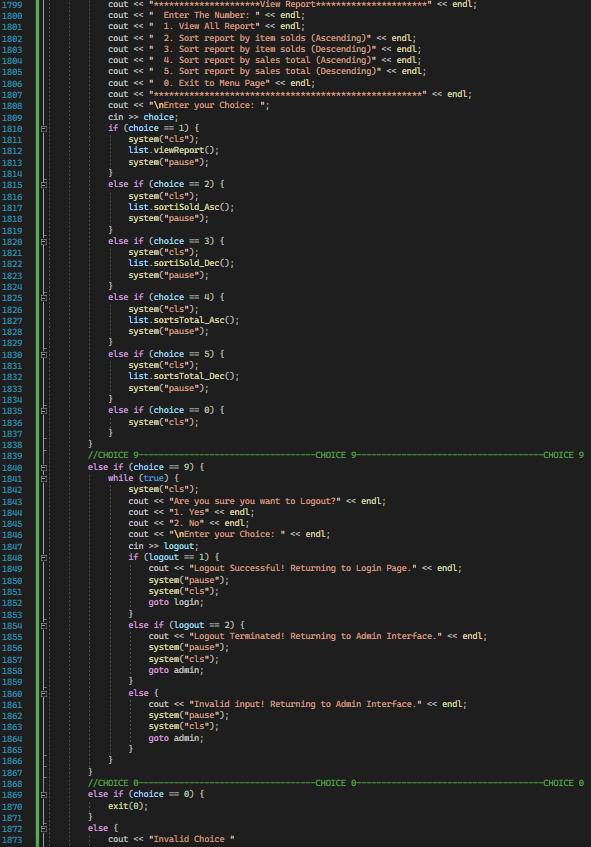 1799 cout << "*********************View Report**********************" << endl;
1800 cout << "  Enter The Number: " << endl;
1801 cout << "  1. View All Report" << endl;
1802 cout << "  2. Sort report by item solds (Ascending)" << endl;
1803 cout << "  3. Sort report by item solds (Descending)" << endl;
1804 cout << "  4. Sort report by sales total (Ascending)" << endl;
1805 cout << "  5. Sort report by sales total (Descending)" << endl;
1806 cout << "  0. Exit to Menu Page" << endl;
1807 cout << "*****************************************************" << endl;
1808 cout << "\nEnter your Choice: ";
1809 cin >> choice;
1810 if (choice == 1) {
1811 system("cls");
1812 list.viewReport();
1813 system("pause");
1814 }
1815 else if (choice == 2) {
1816 system("cls");
1817 list.sortiSold_Asc();
1818 system("pause");
1819 }
1820 else if (choice == 3) {
1821 system("cls");
1822 list.sortiSold_Dec();
1823 system("pause");
1824 }
1825 else if (choice == 4) {
1826 system("cls");
1827 list.sortsTotal_Asc();
1828 system("pause");
1829 }
1830 else if (choice == 5) {
1831 system("cls");
1832 list.sortsTotal_Dec();
1833 system("pause");
1834 }
1835 else if (choice == 0) {
1836 system("cls");
1837 }
1838 }
1839 //CHOICE 9-----------------------------------CHOICE 9-------------------------------------CHOICE 9
1840 else if (choice == 9) {
1841 while (true) {
1842 system("cls");
1843 cout << "Are you sure you want to Logout?" << endl;
1844 cout << "1. Yes" << endl;
1845 cout << "2. No" << endl;
1846 cout << "\nEnter your Choice: " << endl;
1847 cin >> logout;
1848 if (logout == 1) {
1849 cout << "Logout Successful! Returning to Login Page." << endl;
1850 system("pause");
1851 system("cls");
1852 goto login;
1853 }
1854 else if (logout == 2) {
1855 cout << "Logout Terminated! Returning to Admin Interface." << endl;
1856 system("pause");
1857 system("cls");
1858 goto admin;
1859 }
1860 else {
1861 cout << "Invalid input! Returning to Admin Interface." << endl;
1862 system("pause");
1863 system("cls");
1864 goto admin;
1865 }
1866 }
1867 }
1868 //CHOICE 0-----------------------------------CHOICE 0-------------------------------------CHOICE 0
1869 else if (choice == 0) {
1870 exit(0);
1871 }
1872 else {
1873 cout << "Invalid Choice "